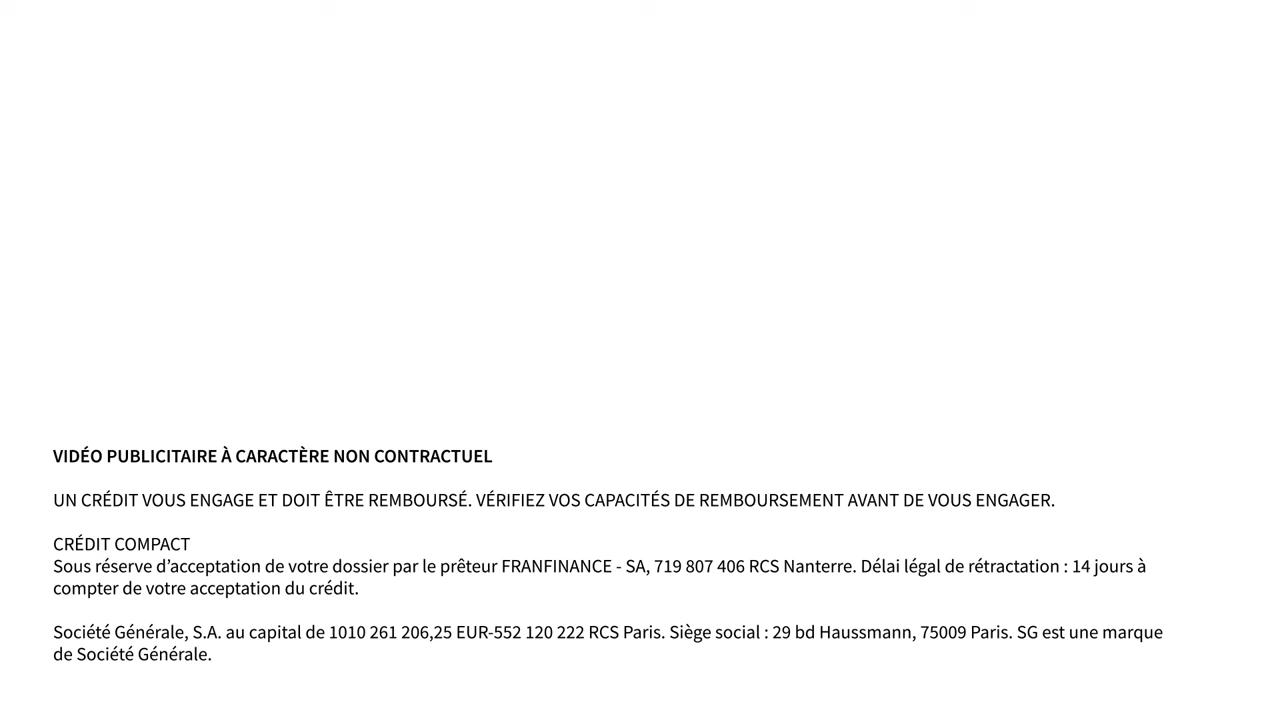 VIDÉO PUBLICITAIRE À CARACTÈRE NON CONTRACTUEL
UN CRÉDIT VOUS ENGAGE ET DOIT ÊTRE REMBOURSÉ. VÉRIFIEZ VOS CAPACITÉS DE REMBOURSEMENT AVANT DE VOUS ENGAGER.
CRÉDIT COMPACT
Sous réserve d’acceptation de votre dossier par le prêteur FRANFINANCE - SA, 719 807 406 RCS Nanterre. Délai légal de rétractation : 14 jours à
compter de votre acceptation du crédit.
Société Générale, S.A. au capital de 1010 261 206,25 EUR-552 120 222 RCS Paris. Siège social : 29 bd Haussmann, 75009 Paris. SG est une marque
de Société Générale.